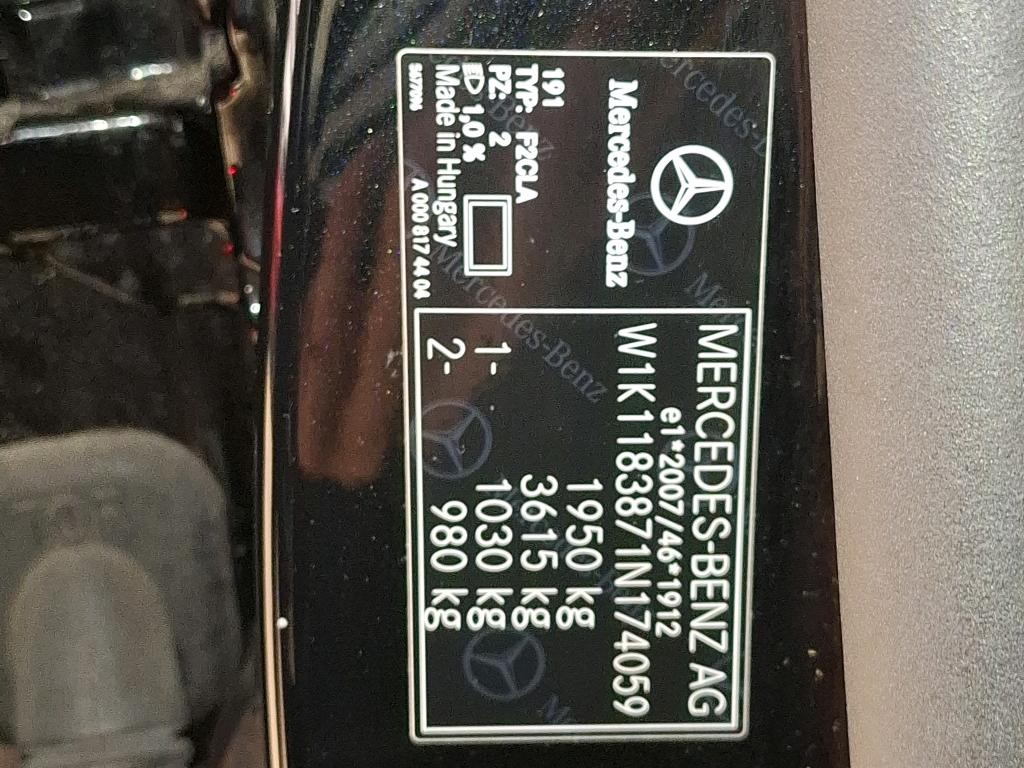 Mercedes-Benz
191
TYP: F2CLA
PZ: 2
1,0 %
Made in Hungary
A 000 817 44 04
MERCEDES-BENZ AG
e1*2007/46*1912
W1K1183871N174059
1950 kg
3615 kg
1- 1030 kg
2- 980 kg